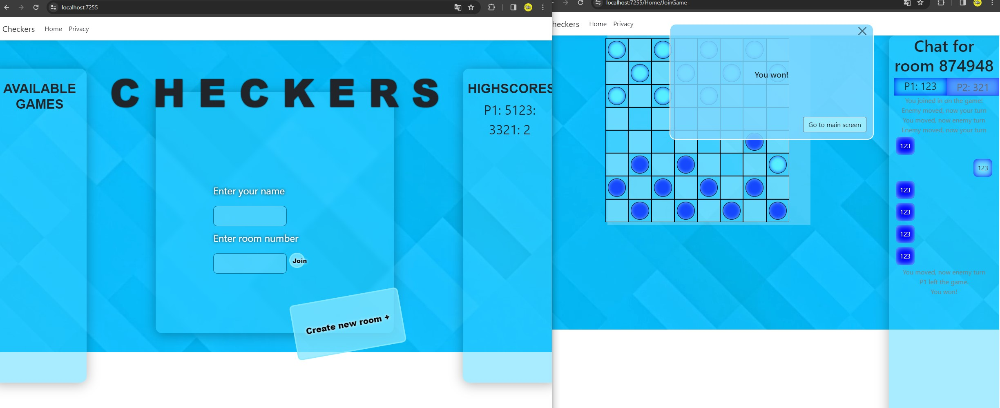 localhost:7255
Checkers Home Privacy
AVAILABLE
GAMES
CHECKERS
Enter your name
Enter room number
Join
Create new room +
HIGHSCORES
P1: 5123:
3321: 2
localhost:7255/Home/JoinGame
heckers Home Privacy
You won!
Go to main screen
Chat for
room 874948
P1: 123 P2: 321
You joined in on the game!
Enemy moved, now your turn
You moved, now enemy turn
Enemy moved, now your turn
123
123
123
123
123
123
You moved, now enemy turn
P1 left the game.
You won!